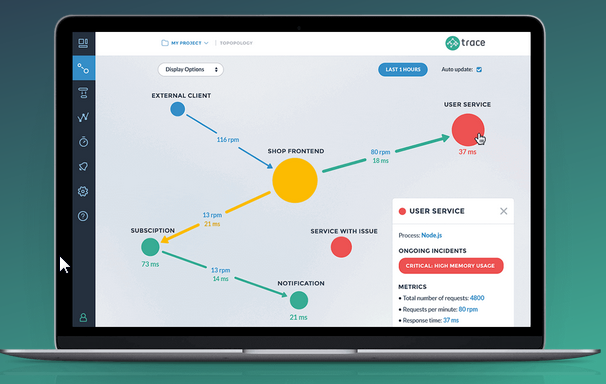 MY PROJECT | TOPOPOLOGY
trace
Display Options
LAST 1 HOURS
Auto update:
EXTERNAL CLIENT
USER SERVICE
116 rpm
SHOP FRONTEND
80 rpm
18 ms
37 ms
13 rpm
21 ms
SUBSCIPTION
SERVICE WITH ISSUE
73 ms
13 rpm
14 ms
NOTIFICATION
21 ms
USER SERVICE
Process: Node.js
ONGOING INCIDENTS
CRITICAL: HIGH MEMORY USAGE
METRICS
• Total number of requests: 4800
• Requests per minute: 80 rpm
• Response time: 37 ms